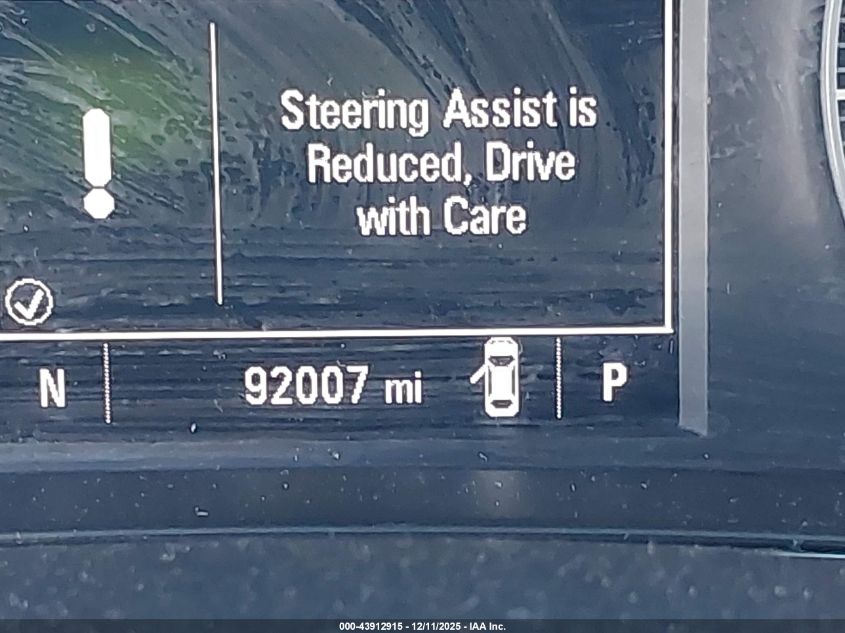 Steering Assist is
Reduced, Drive
with Care
N 92007 mi P
000-43912915 - 12/11/2025 - IAA Inc.